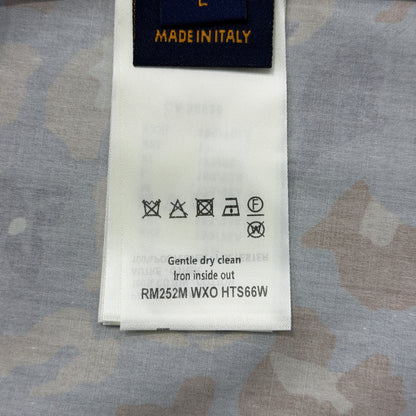 L
MADE IN ITALY
F
W
Gentle dry clean
Iron inside out
RM252M WXO HTS66W